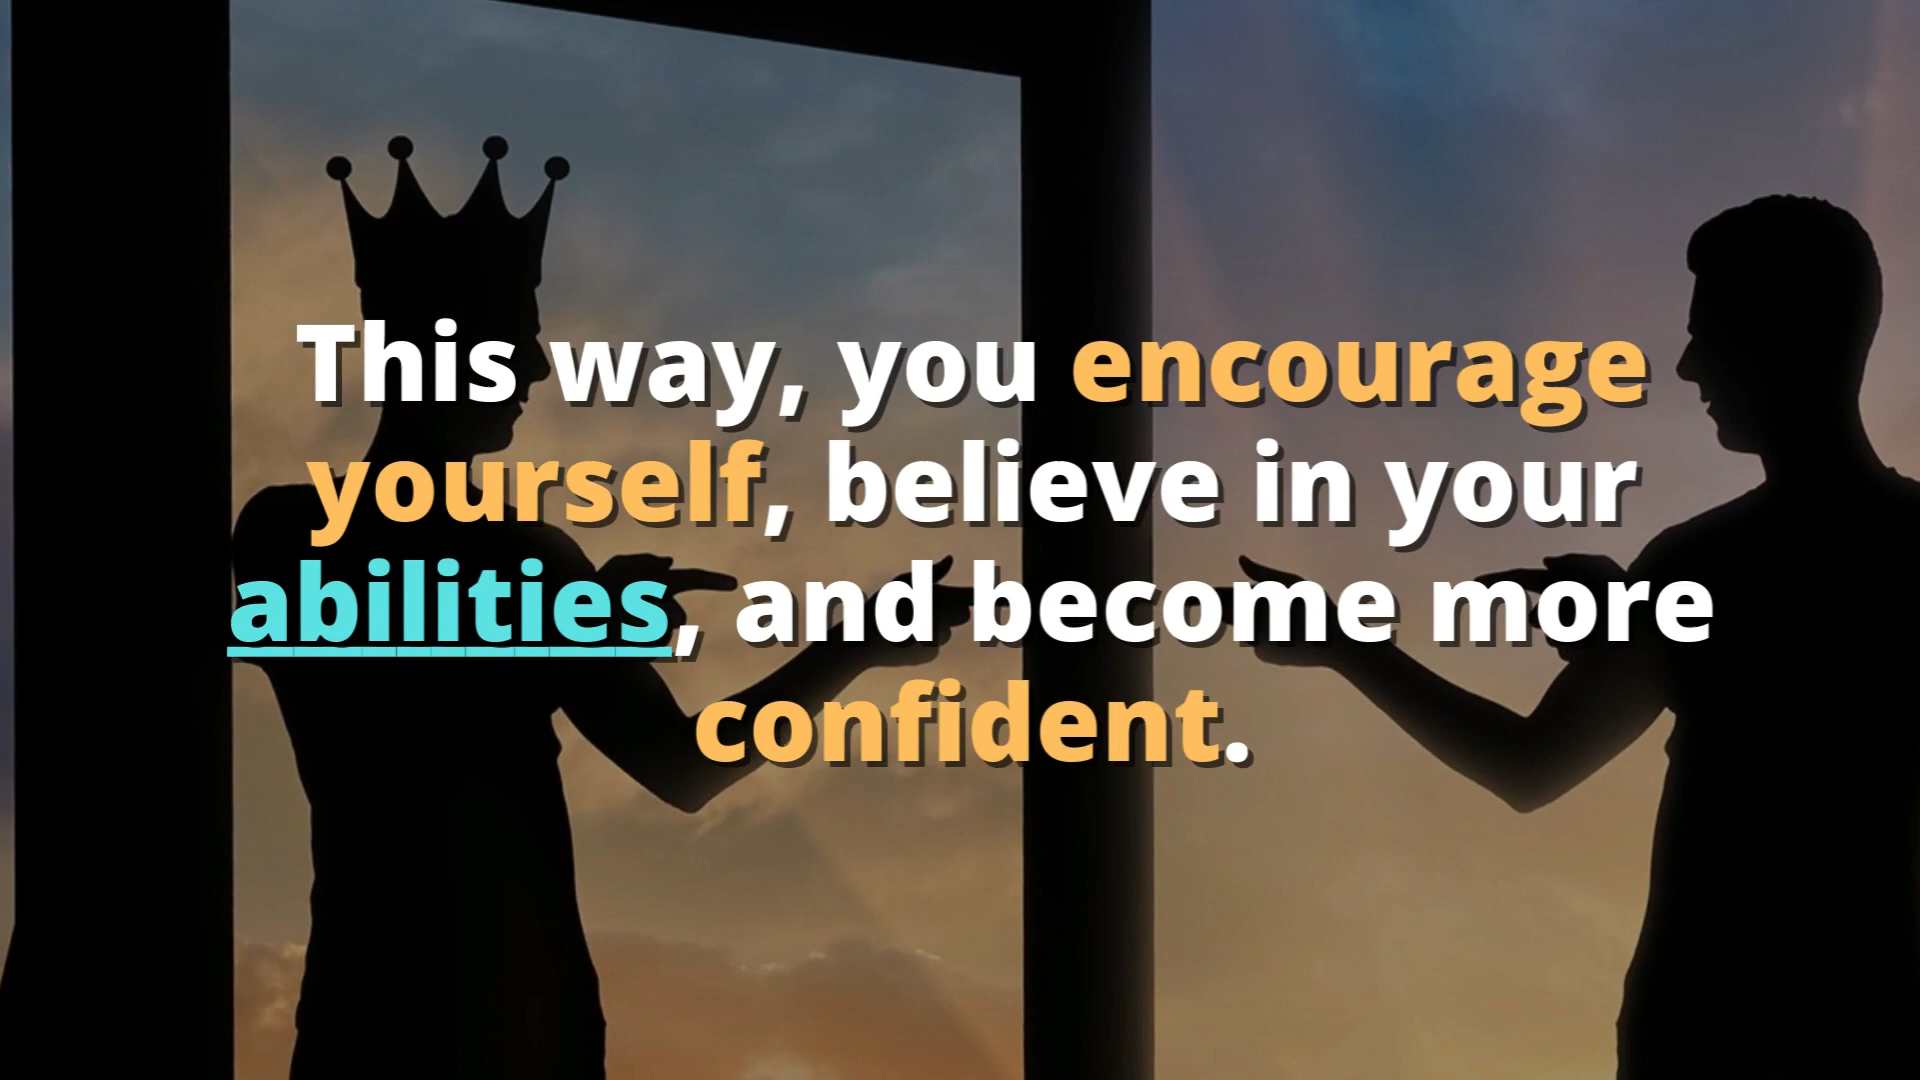 This way, you encourage
yourself, believe in your
abilities, and become more
confident.